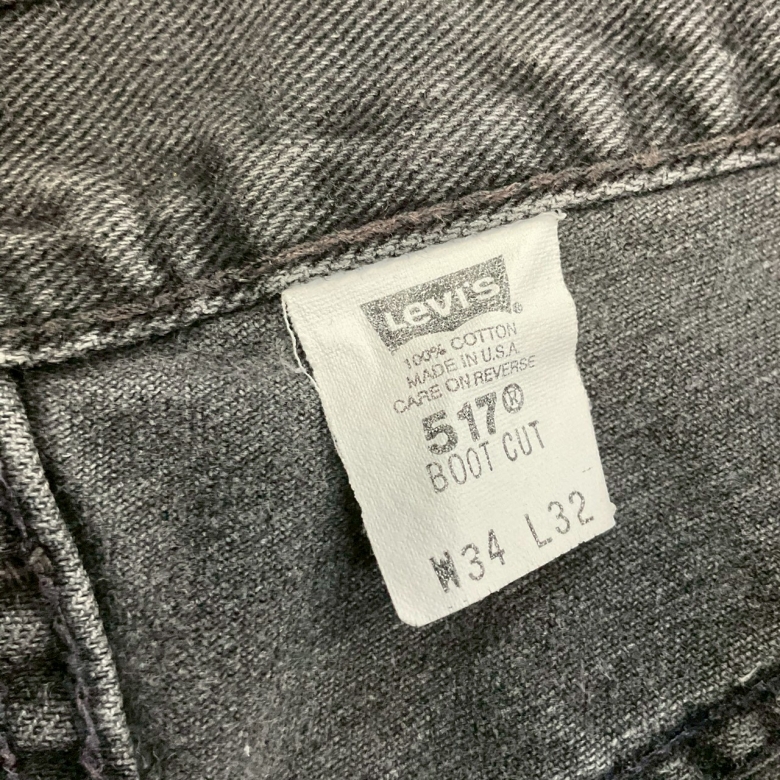 Levi's
100% COTTON
MADE IN U.S.A.
CARE ON REVERSE
517®
BOOT CUT
W34 L32